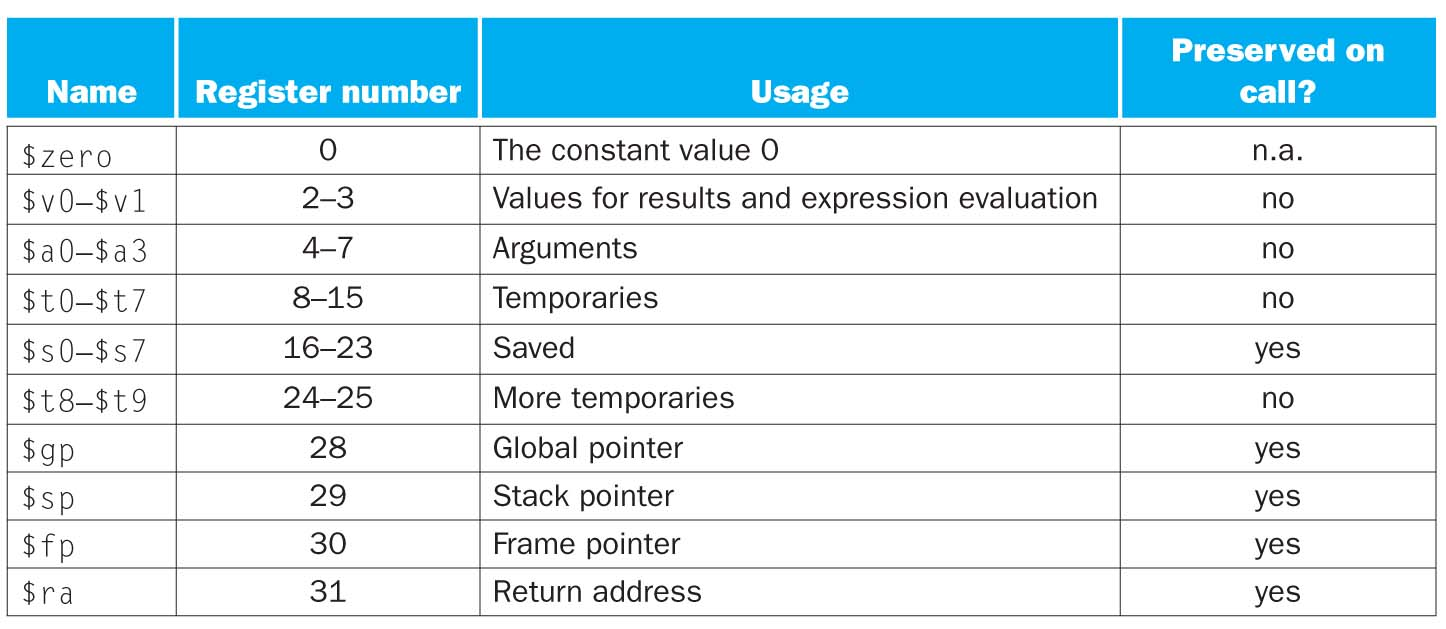 Name Register number Usage Preserved on call?
$zero 0 The constant value 0 n.a.
$v0–$v1 2–3 Values for results and expression evaluation no
$a0–$a3 4–7 Arguments no
$t0–$t7 8–15 Temporaries no
$s0–$s7 16–23 Saved yes
$t8–$t9 24–25 More temporaries no
$gp 28 Global pointer yes
$sp 29 Stack pointer yes
$fp 30 Frame pointer yes
$ra 31 Return address yes